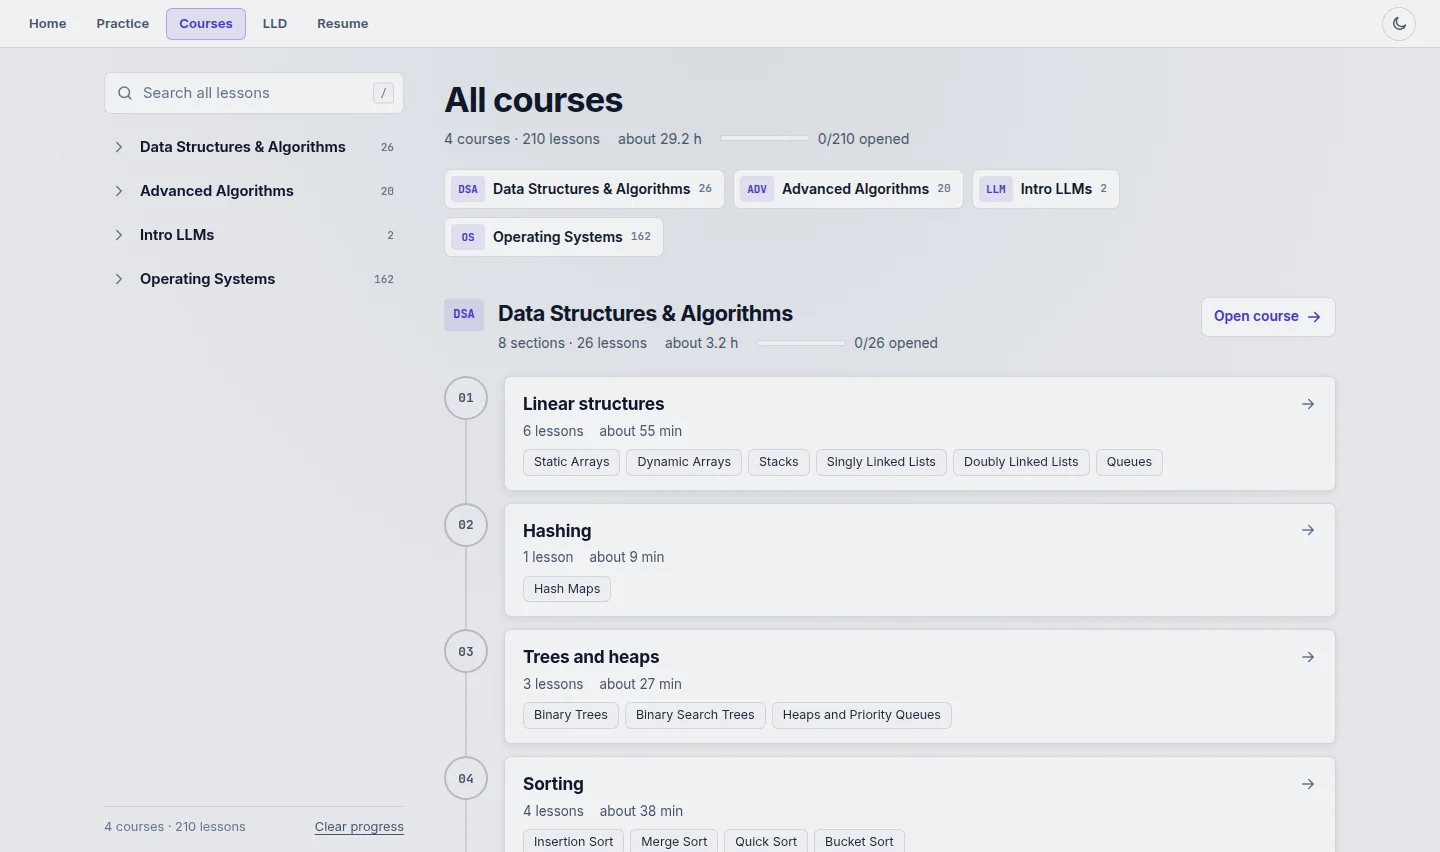 Home Practice Courses LLD Resume
Search all lessons /
Data Structures & Algorithms 26
Advanced Algorithms 20
Intro LLMs 2
Operating Systems 162
4 courses · 210 lessons Clear progress
All courses
4 courses · 210 lessons about 29.2 h 0/210 opened
DSA Data Structures & Algorithms 26 ADV Advanced Algorithms 20 LLM Intro LLMs 2
OS Operating Systems 162
DSA Data Structures & Algorithms Open course
8 sections · 26 lessons about 3.2 h 0/26 opened
01 Linear structures
6 lessons about 55 min
Static Arrays Dynamic Arrays Stacks Singly Linked Lists Doubly Linked Lists Queues
02 Hashing
1 lesson about 9 min
Hash Maps
03 Trees and heaps
3 lessons about 27 min
Binary Trees Binary Search Trees Heaps and Priority Queues
04 Sorting
4 lessons about 38 min
Insertion Sort Merge Sort Quick Sort Bucket Sort